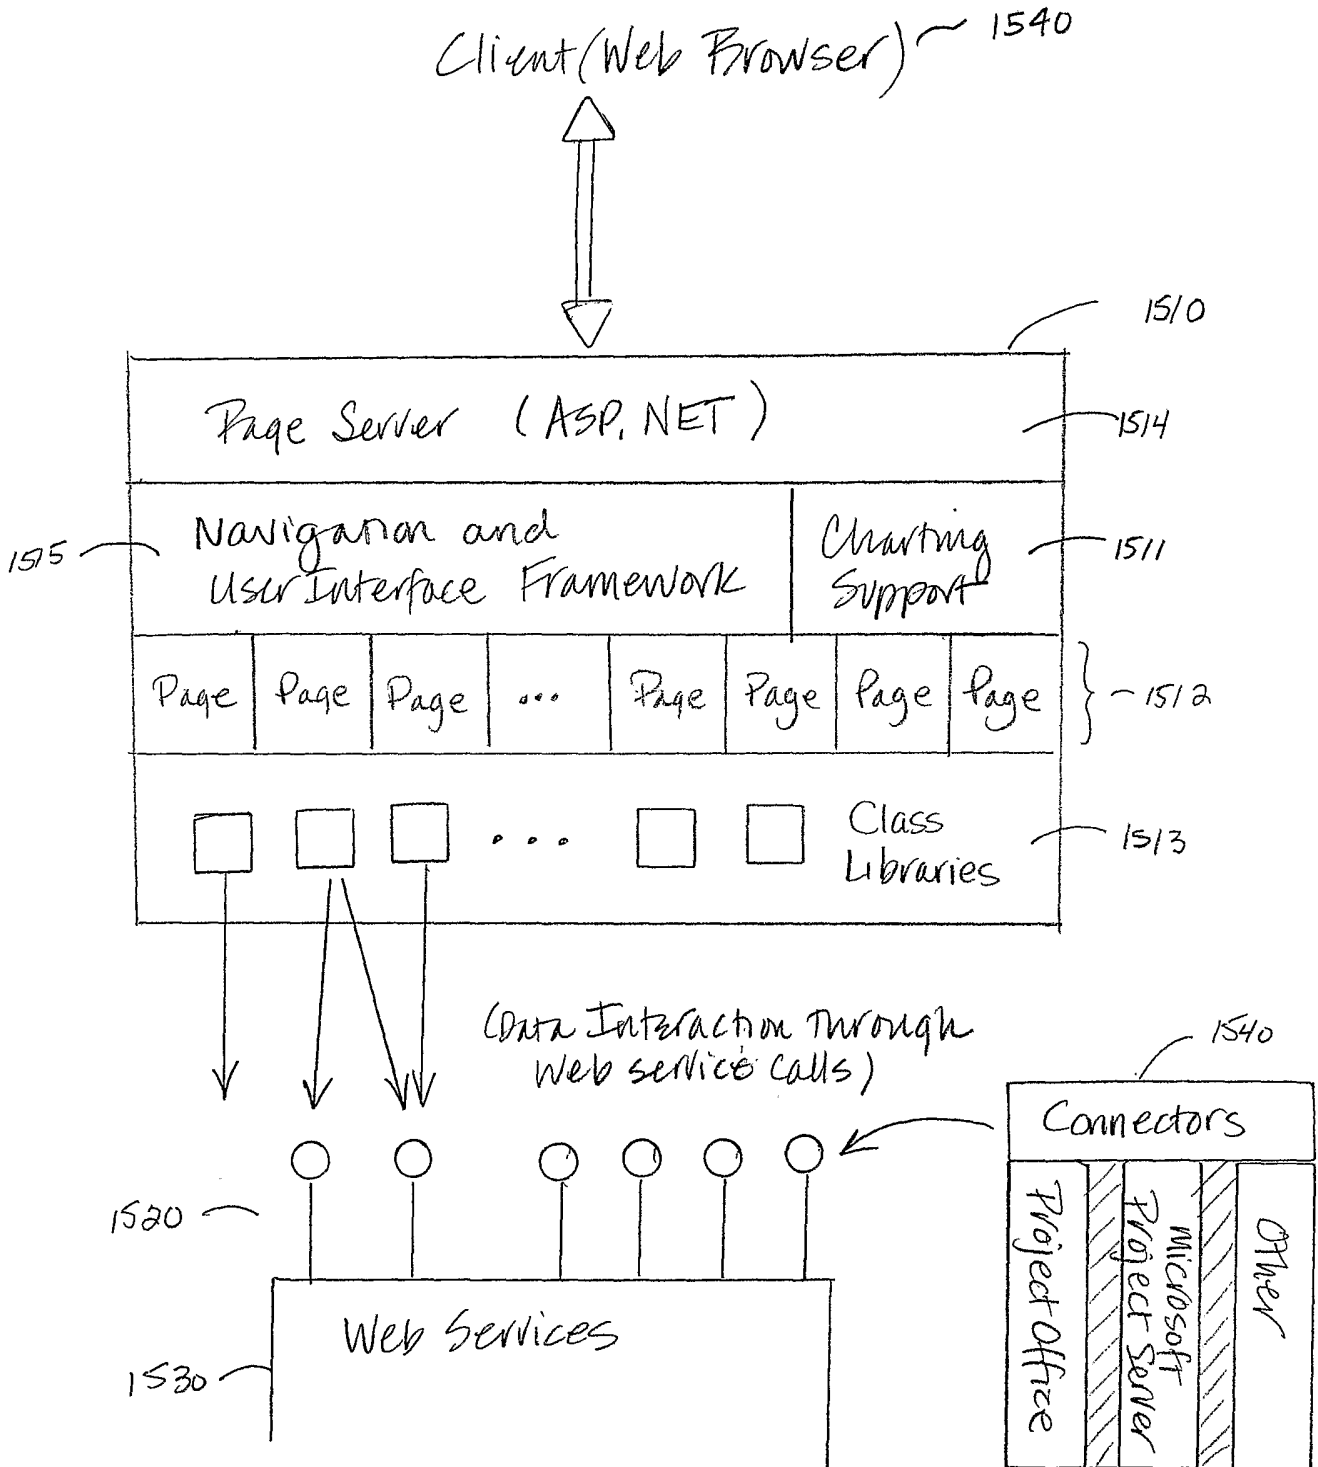 Client (Web Browser) 1540
1510
Page Server (ASP.NET)
1514
Navigation and
User Interface Framework
1515
Charting
Support
1511
Page Page Page ... Page Page Page Page
1512
Class
Libraries
1513
(Data Interaction Through
Web service calls)
1540
Connectors
Project Office
Microsoft
Project Server
Other
1520
Web Services
1530